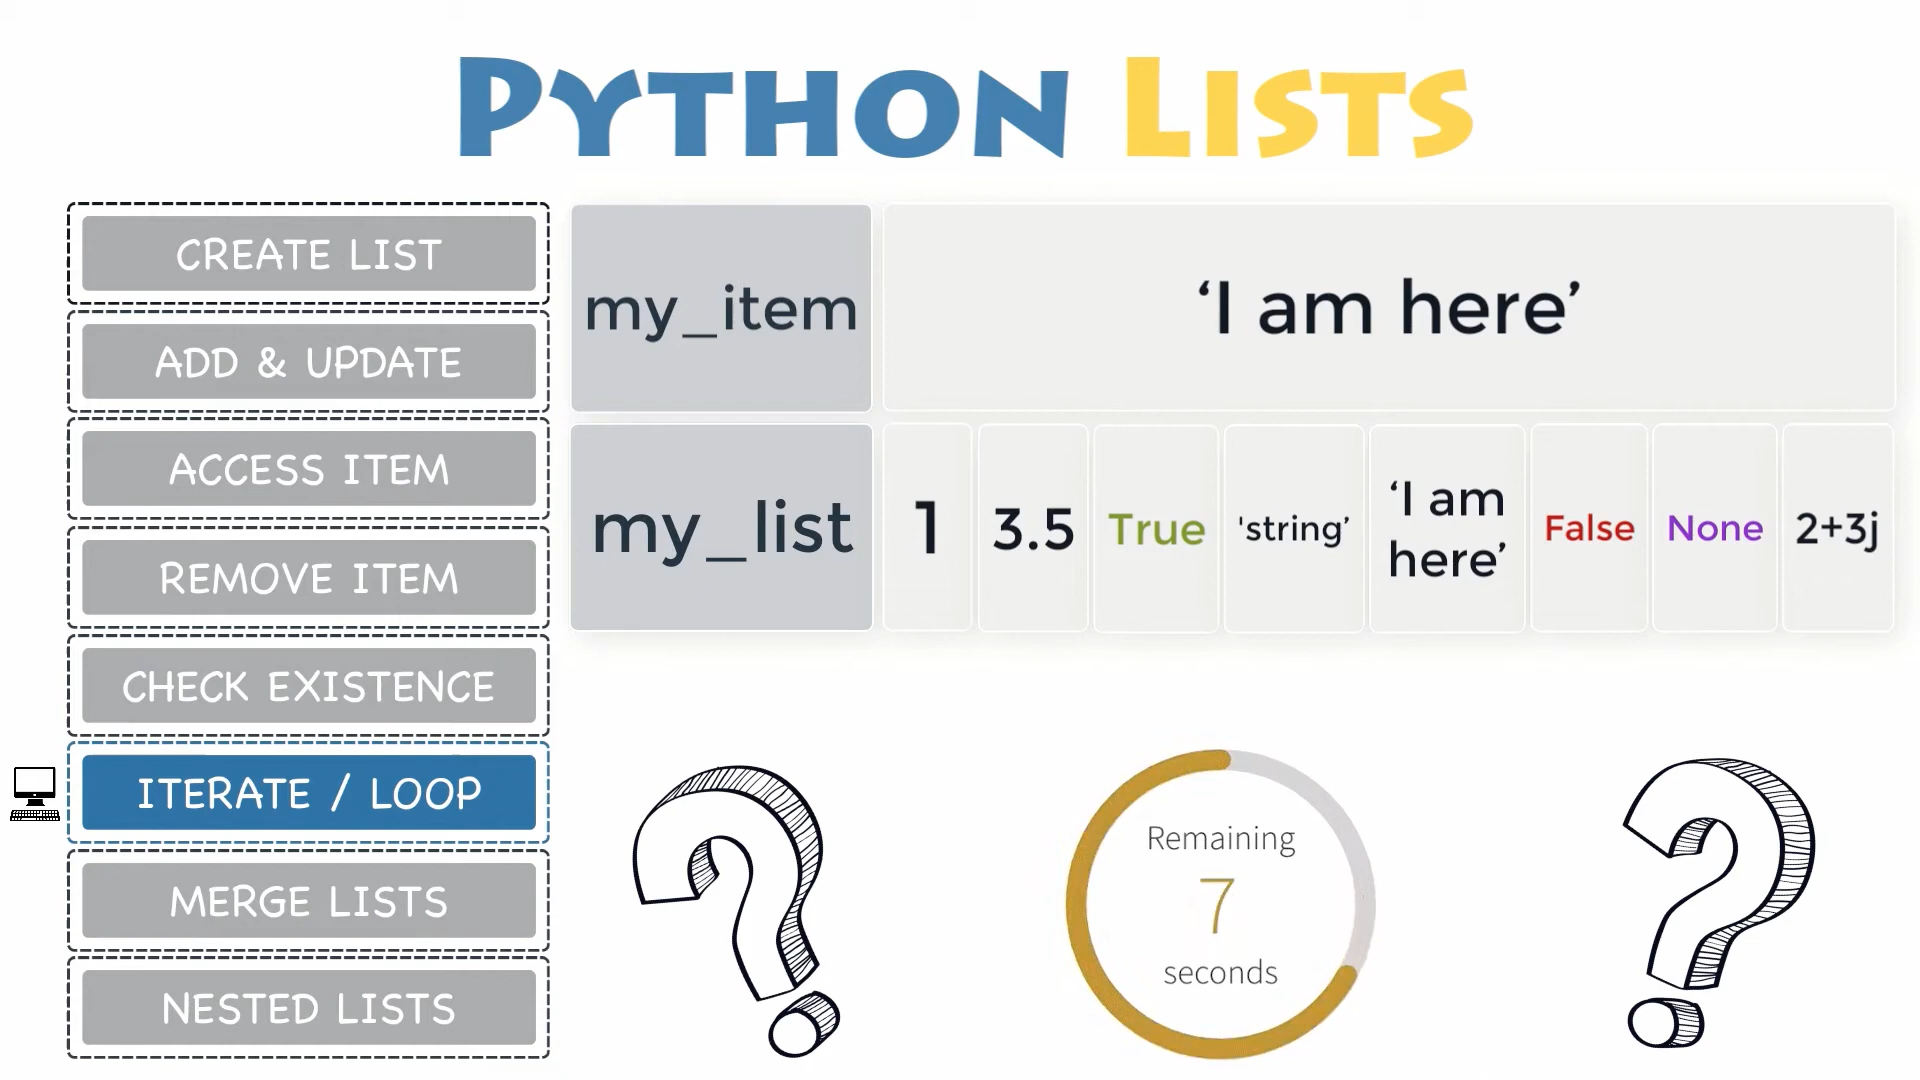 PYTHON LISTS
CREATE LIST
ADD & UPDATE
ACCESS ITEM
REMOVE ITEM
CHECK EXISTENCE
ITERATE / LOOP
MERGE LISTS
NESTED LISTS
my_item
‘I am here’
my_list
1
3.5
True
'string’
‘I am
here’
False
None
2+3j
?
Remaining
7
seconds
?